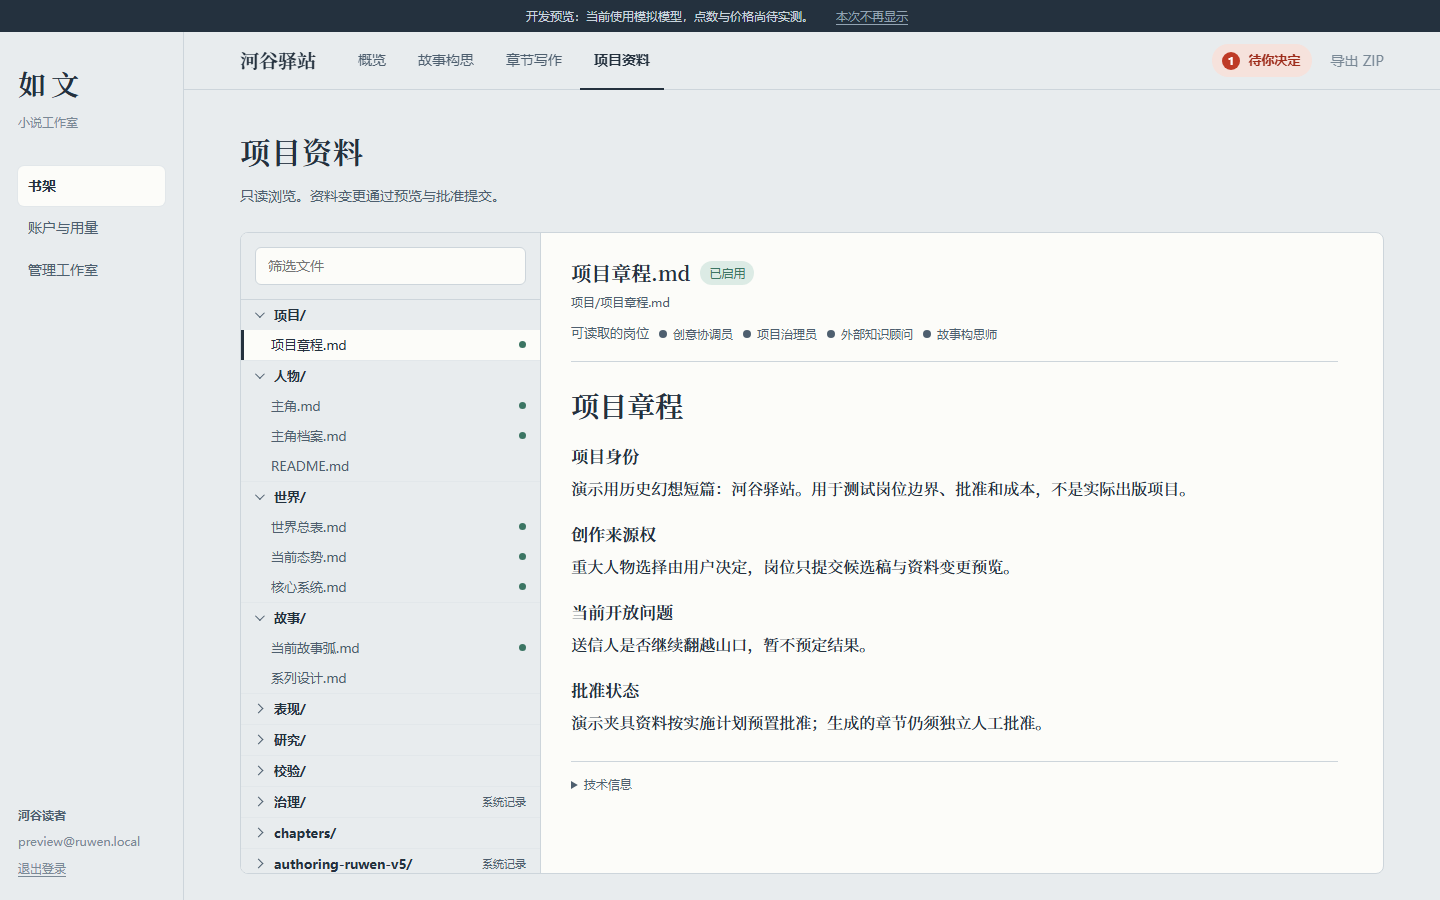 开发预览：当前使用模拟模型，点数与价格尚待实测。 本次不再显示
如文
小说工作室
书架
账户与用量
管理工作室
河谷读者
preview@ruwen.local
退出登录
河谷驿站 概览 故事构思 章节写作 项目资料 1 待你决定 导出 ZIP
项目资料
只读浏览。资料变更通过预览与批准提交。
筛选文件
项目/
项目章程.md
人物/
主角.md
主角档案.md
README.md
世界/
世界总表.md
当前态势.md
核心系统.md
故事/
当前故事弧.md
系列设计.md
表现/
研究/
校验/
治理/ 系统记录
chapters/
authoring-ruwen-v5/ 系统记录
项目章程.md 已启用
项目/项目章程.md
可读取的岗位 创意协调员 项目治理员 外部知识顾问 故事构思师
项目章程
项目身份
演示用历史幻想短篇：河谷驿站。用于测试岗位边界、批准和成本，不是实际出版项目。
创作来源权
重大人物选择由用户决定，岗位只提交候选稿与资料变更预览。
当前开放问题
送信人是否继续翻越山口，暂不预定结果。
批准状态
演示夹具资料按实施计划预置批准；生成的章节仍须独立人工批准。
技术信息